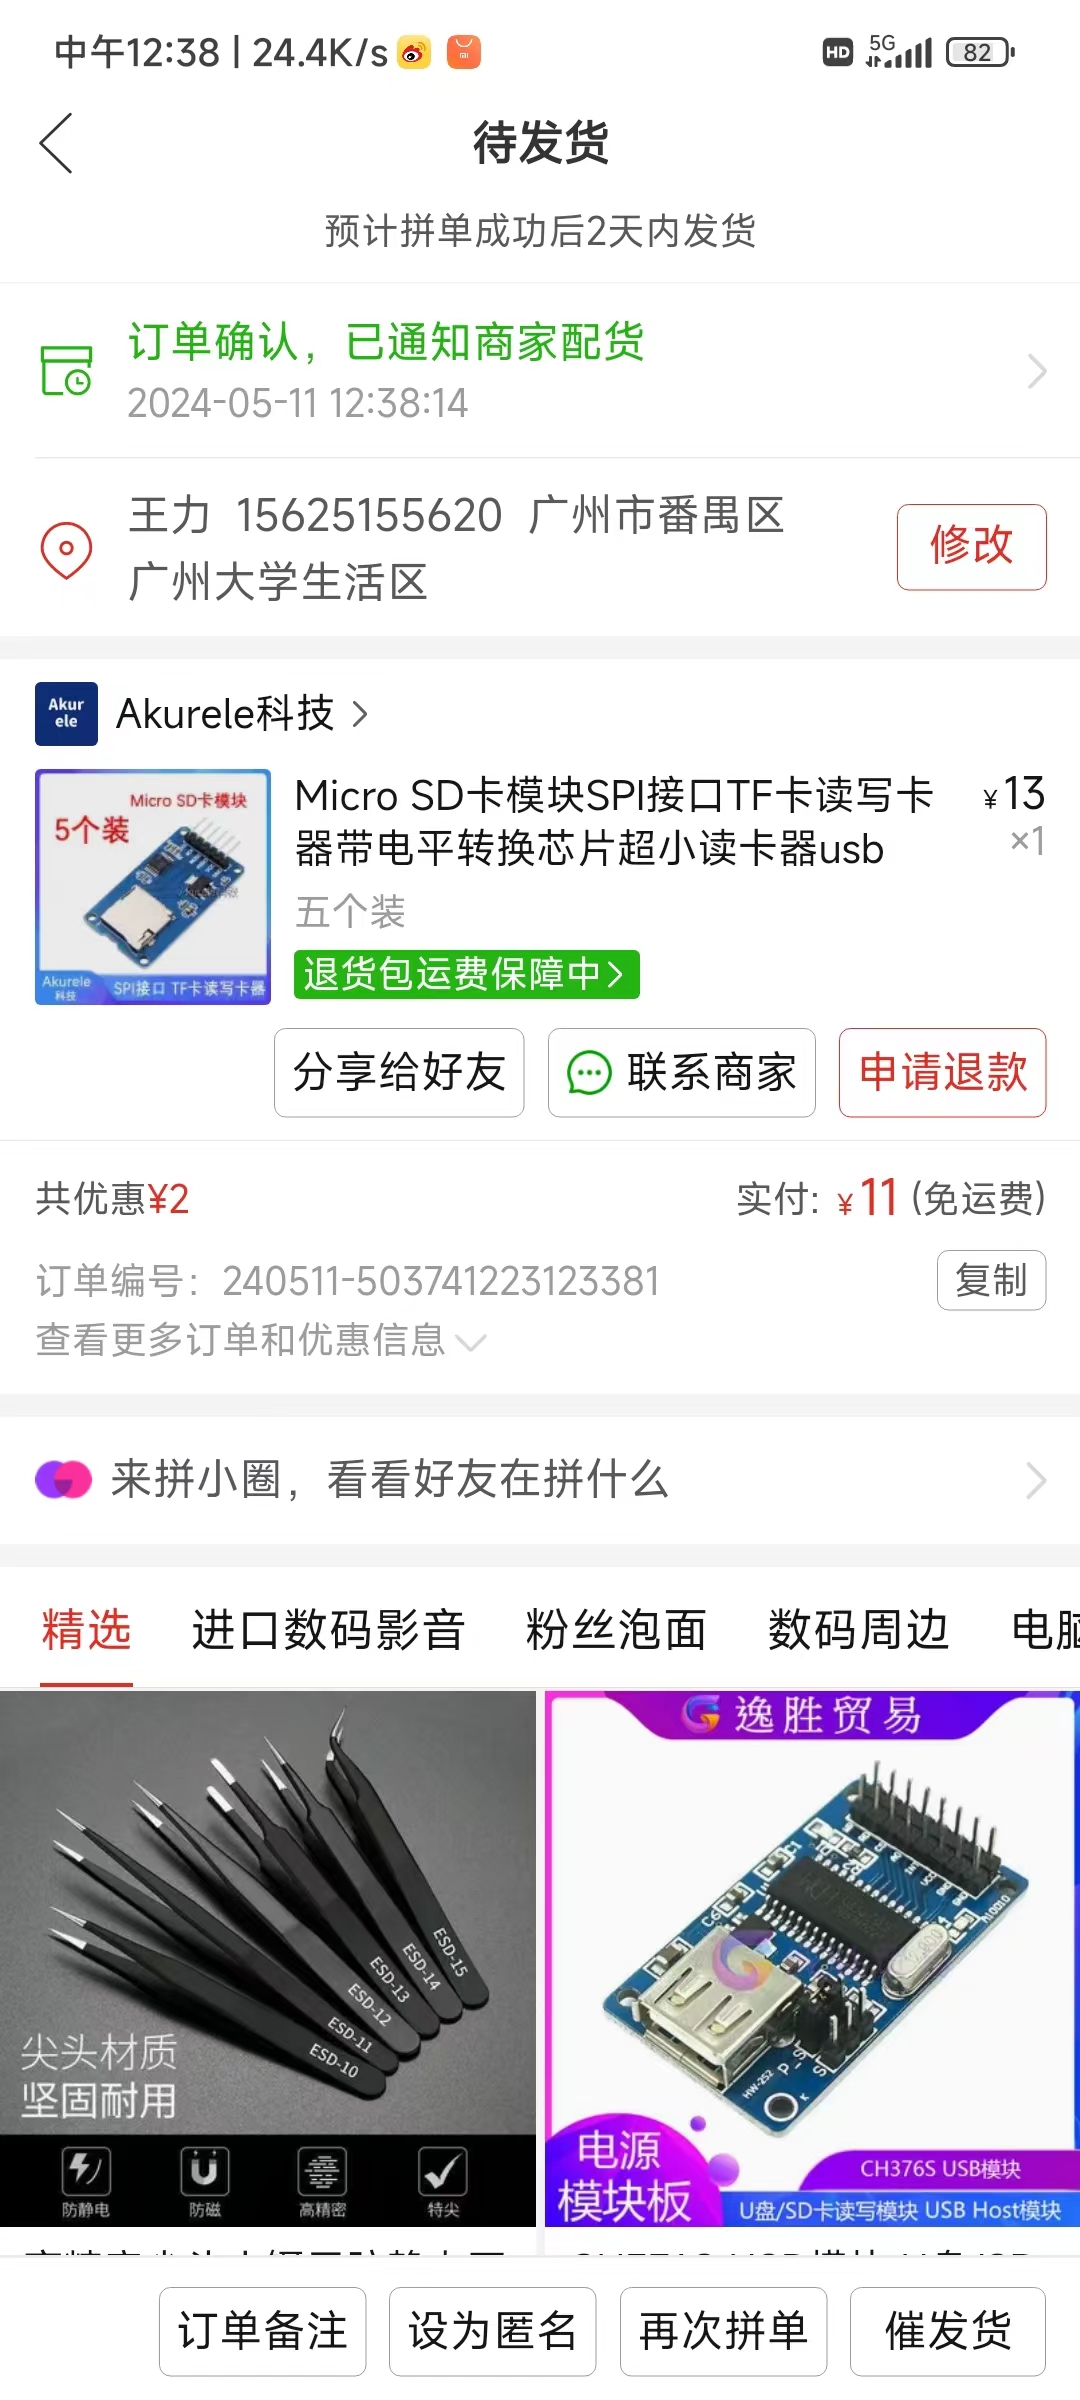 中午12:38 | 24.4K/s
HD 5G 82
待发货
预计拼单成功后2天内发货
订单确认，已通知商家配货
2024-05-11 12:38:14
王力 15625155620 广州市番禺区
广州大学生活区
修改
Akur
ele
Akurele科技
Micro SD卡模块
5个装
Akurele
科技
SPI接口 TF卡读写卡器
Micro SD卡模块SPI接口TF卡读写卡
器带电平转换芯片超小读卡器usb
¥13
×1
五个装
退货包运费保障中
分享给好友
联系商家
申请退款
共优惠¥2
实付: ¥11 (免运费)
订单编号: 240511-503741223123381
复制
查看更多订单和优惠信息
来拼小圈，看看好友在拼什么
精选 进口数码影音 粉丝泡面 数码周边 电脑
ESD-15
ESD-14
ESD-13
ESD-12
ESD-11
ESD-10
尖头材质
坚固耐用
防静电 防磁 高精密 特尖
逸胜贸易
HW-252
电源
模块板
CH376S USB模块
U盘/SD卡读写模块 USB Host模块
订单备注 设为匿名 再次拼单 催发货